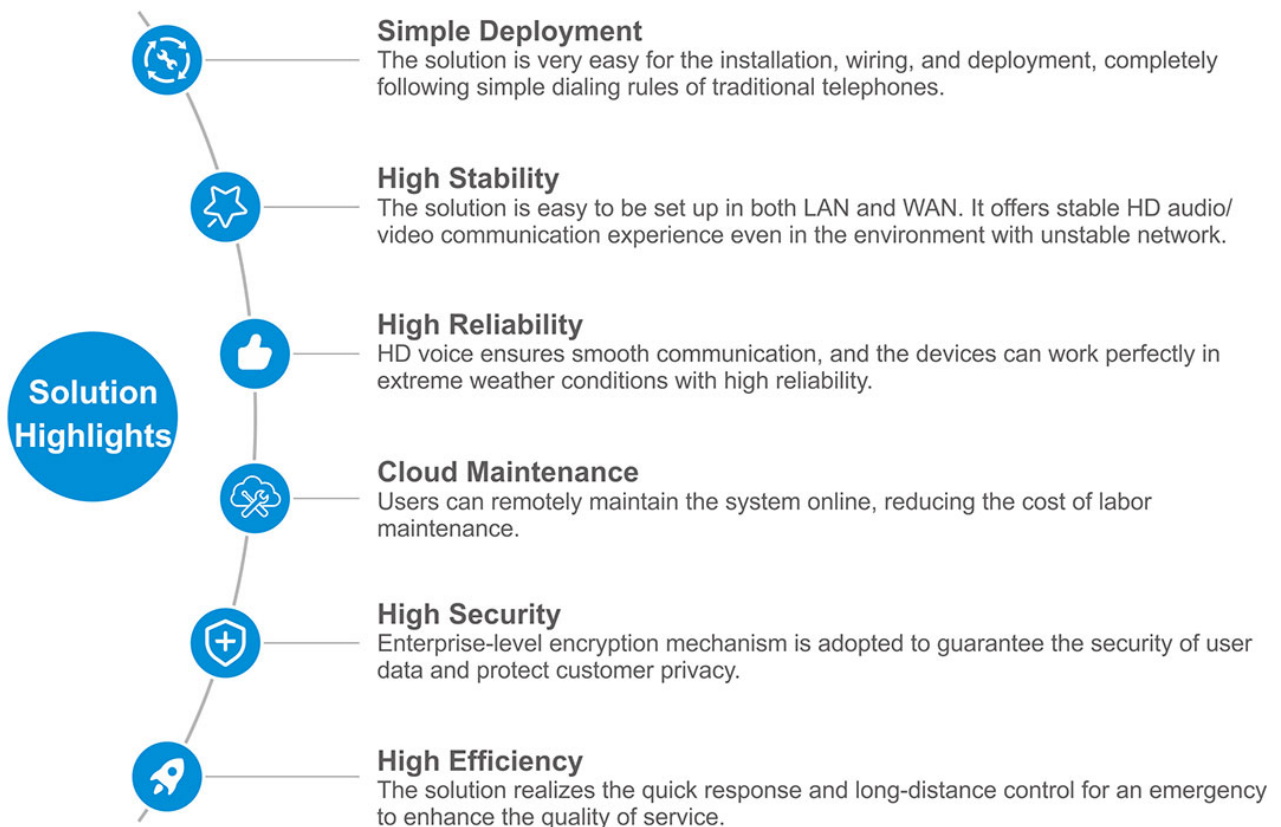 Simple Deployment
The solution is very easy for the installation, wiring, and deployment, completely
following simple dialing rules of traditional telephones.
High Stability
The solution is easy to be set up in both LAN and WAN. It offers stable HD audio/
video communication experience even in the environment with unstable network.
High Reliability
HD voice ensures smooth communication, and the devices can work perfectly in
extreme weather conditions with high reliability.
Solution
Highlights
Cloud Maintenance
Users can remotely maintain the system online, reducing the cost of labor
maintenance.
High Security
Enterprise-level encryption mechanism is adopted to guarantee the security of user
data and protect customer privacy.
High Efficiency
The solution realizes the quick response and long-distance control for an emergency
to enhance the quality of service.